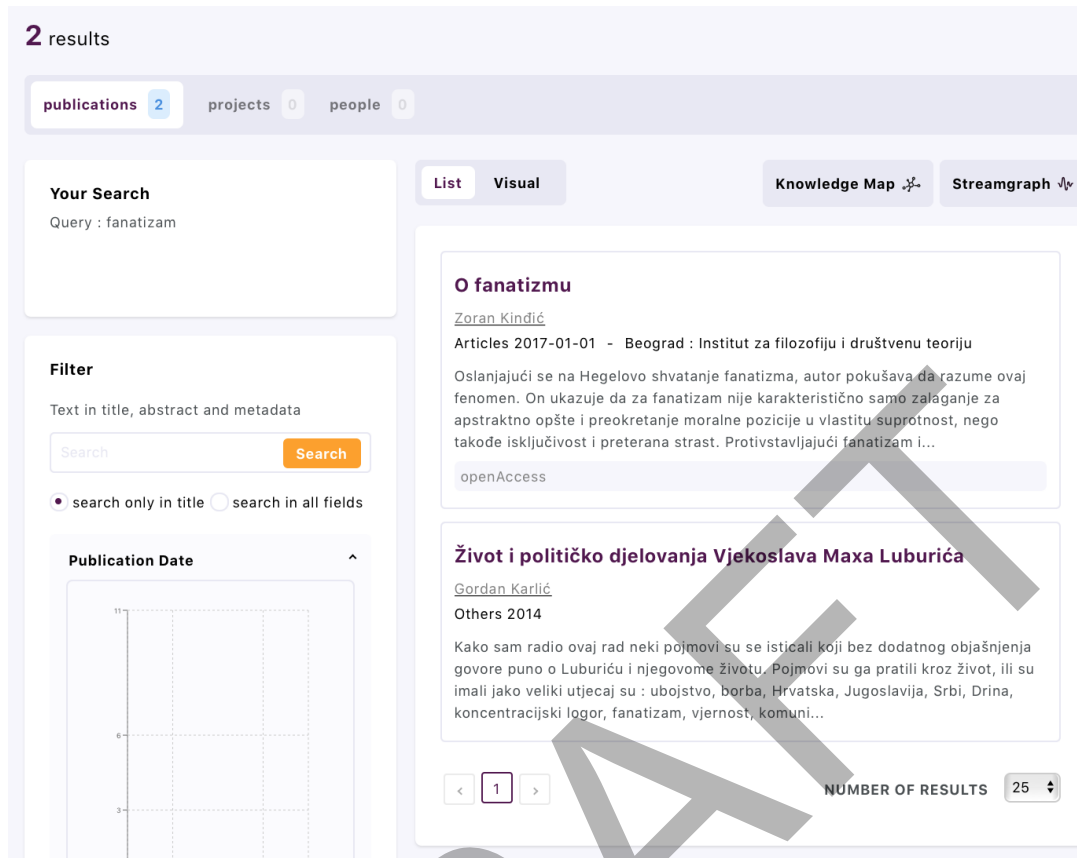 2 results
publications 2 projects 0 people 0
Your Search
Query : fanatizam
Filter
Text in title, abstract and metadata
Search Search
search only in title search in all fields
Publication Date
11
6
3
List Visual
Knowledge Map Streamgraph
O fanatizmu
Zoran Kinđić
Articles 2017-01-01 - Beograd : Institut za filozofiju i društvenu teoriju
Oslanjajući se na Hegelovo shvatanje fanatizma, autor pokušava da razume ovaj
fenomen. On ukazuje da za fanatizam nije karakteristično samo zalaganje za
apstraktno opšte i preokretanje moralne pozicije u vlastitu suprotnost, nego
takođe isključivost i preterana strast. Protivstavljajući fanatizam i...
openAccess
Život i političko djelovanja Vjekoslava Maxa Luburića
Gordan Karlić
Others 2014
Kako sam radio ovaj rad neki pojmovi su se isticali koji bez dodatnog objašnjenja
govore puno o Luburiću i njegovome životu. Pojmovi su ga pratili kroz život, ili su
imali jako veliki utjecaj su : ubojstvo, borba, Hrvatska, Jugoslavija, Srbi, Drina,
koncentracijski logor, fanatizam, vjernost, komuni...
< 1 >
NUMBER OF RESULTS 25